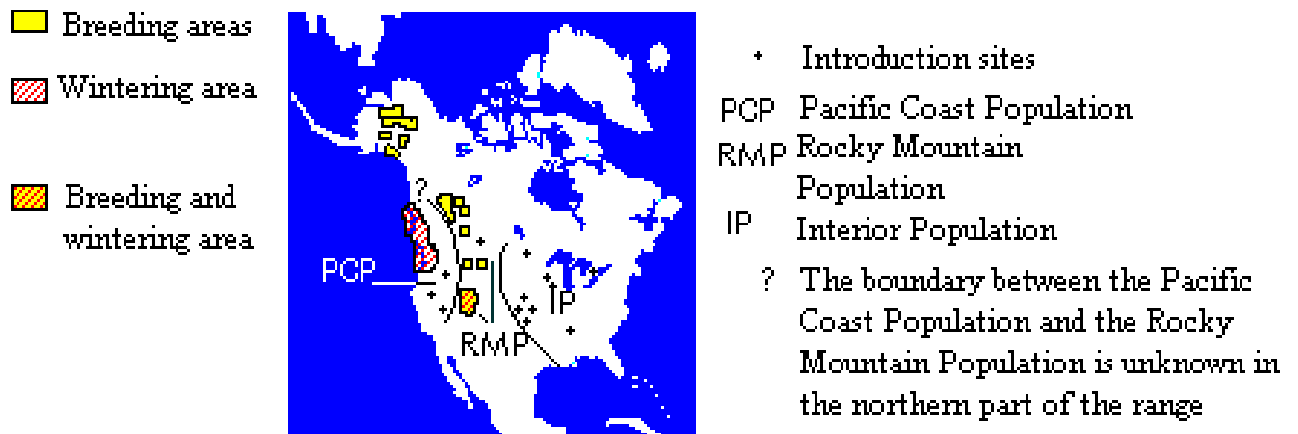 Breeding areas
Wintering area
Breeding and
wintering area
?
PCP
RMP
IP
Introduction sites
PCP Pacific Coast Population
RMP Rocky Mountain
Population
IP Interior Population
? The boundary between the Pacific
Coast Population and the Rocky
Mountain Population is unknown in
the northern part of the range